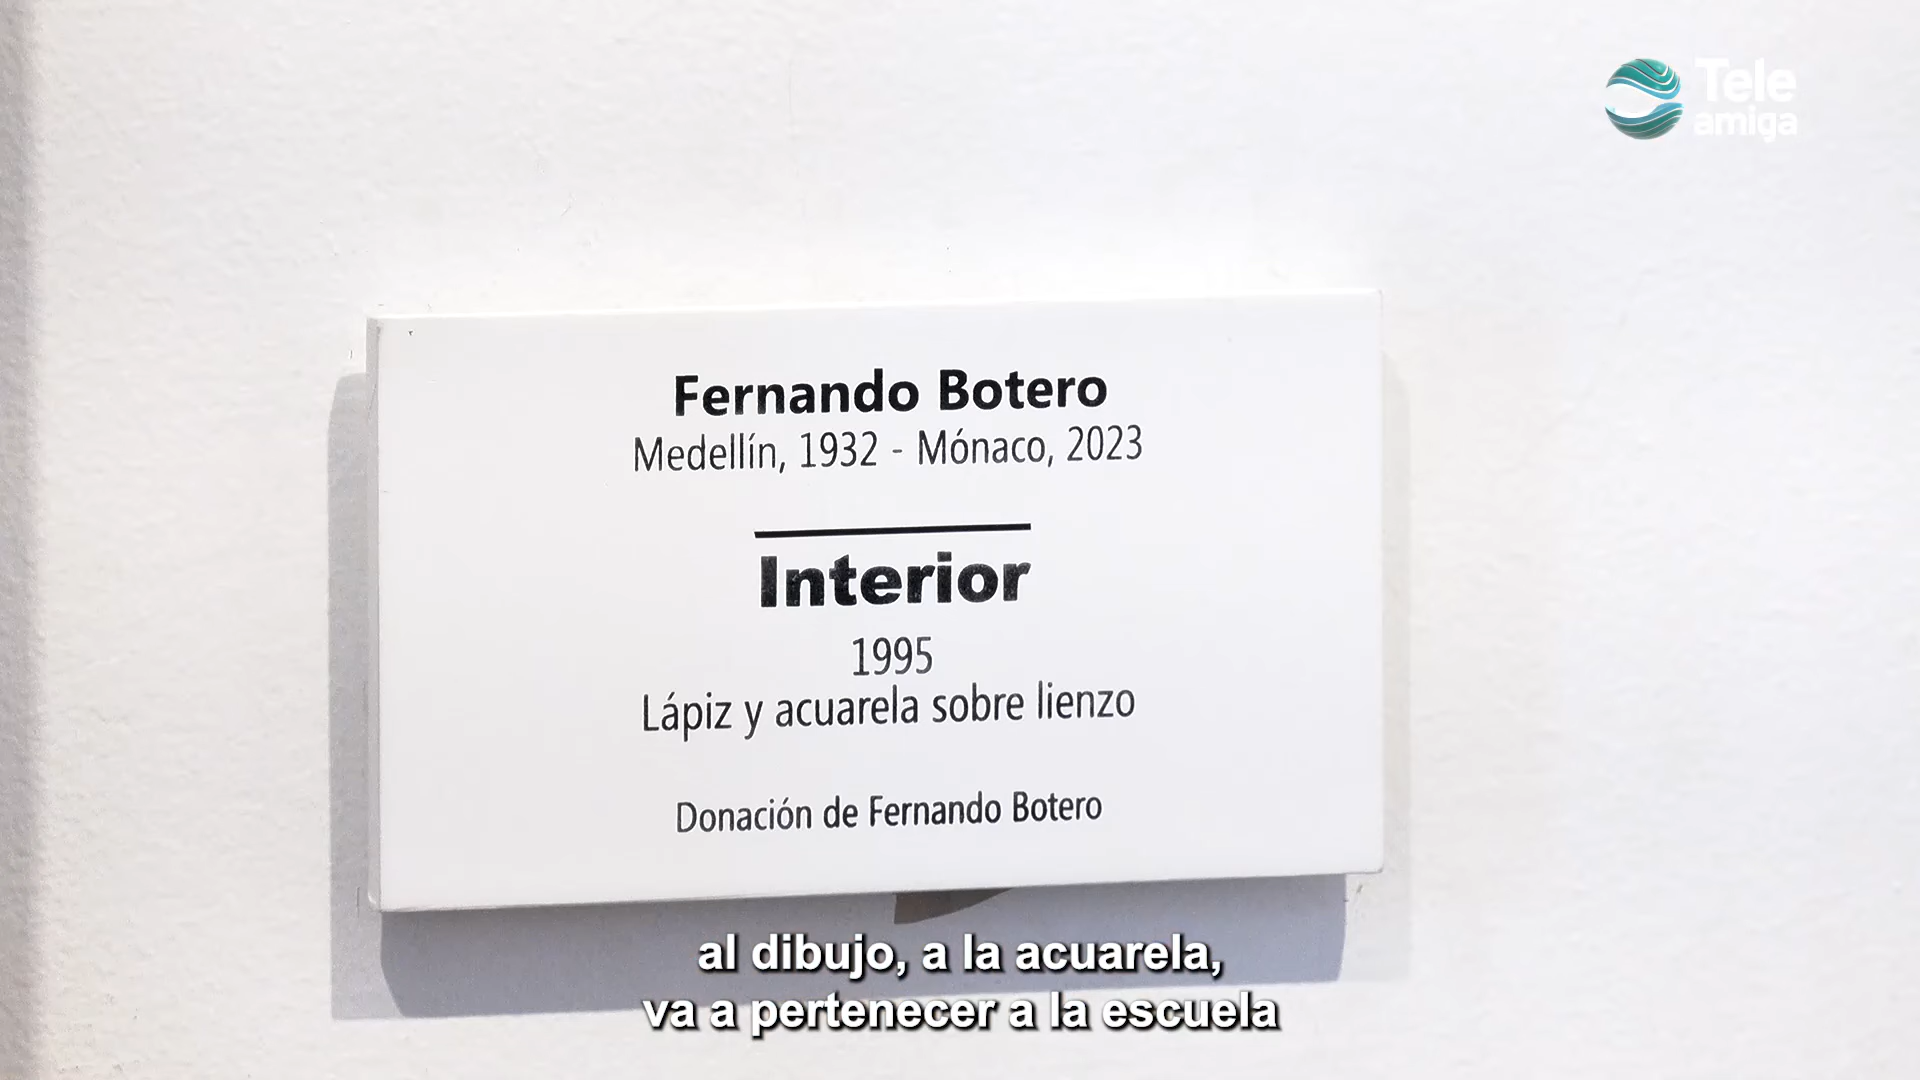 Tele
amiga
Fernando Botero
Medellín, 1932 - Mónaco, 2023
Interior
1995
Lápiz y acuarela sobre lienzo
Donación de Fernando Botero
al dibujo, a la acuarela,
va a pertenecer a la escuela